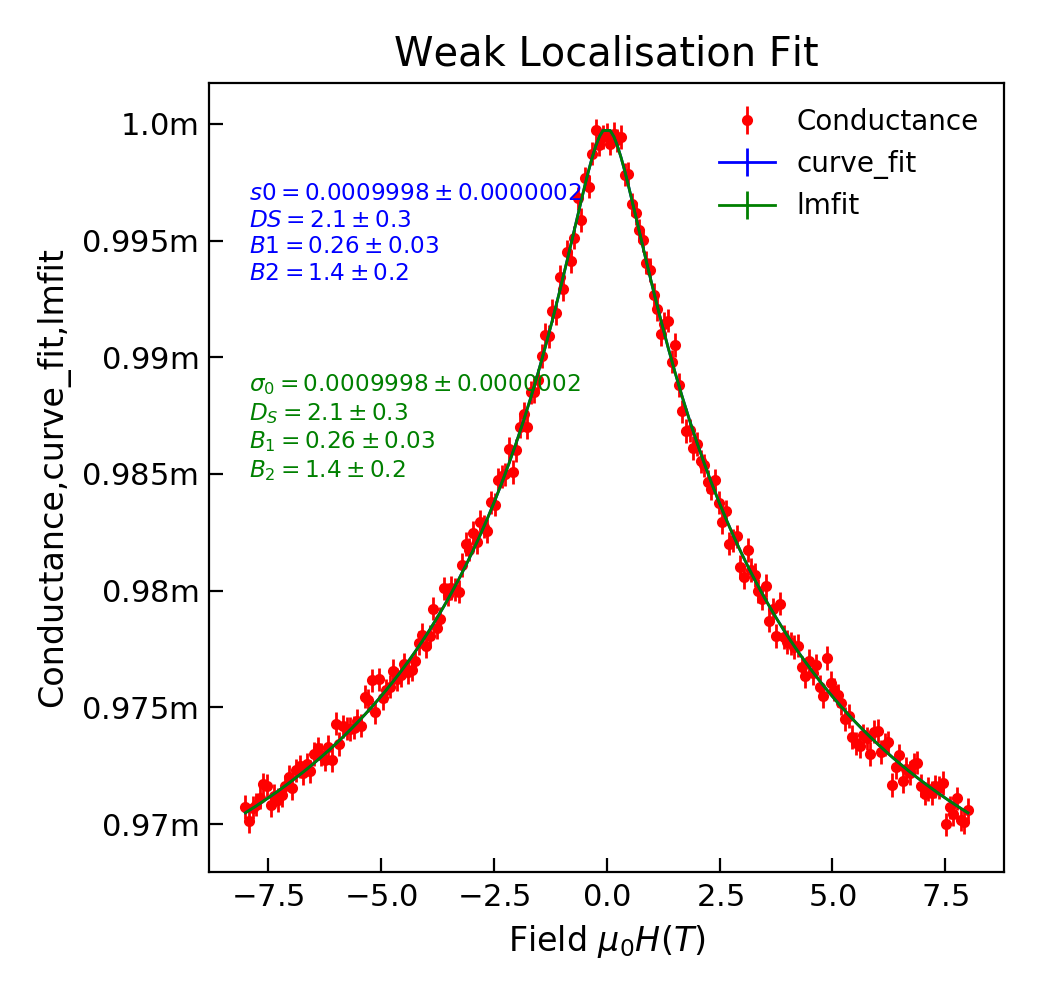 Weak Localisation Fit
Conductance
curve_fit
lmfit
s0 = 0.0009998 ± 0.0000002
DS = 2.1 ± 0.3
B1 = 0.26 ± 0.03
B2 = 1.4 ± 0.2
σ₀ = 0.0009998 ± 0.0000002
D_S = 2.1 ± 0.3
B₁ = 0.26 ± 0.03
B₂ = 1.4 ± 0.2
Conductance,curve_fit,lmfit
1.0m
0.995m
0.99m
0.985m
0.98m
0.975m
0.97m
−7.5 −5.0 −2.5 0.0 2.5 5.0 7.5
Field μ₀H(T)